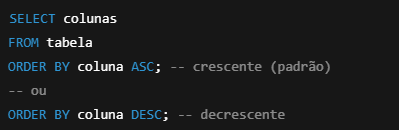 SELECT colunas
FROM tabela
ORDER BY coluna ASC; -- crescente (padrão)
-- ou
ORDER BY coluna DESC; -- decrescente